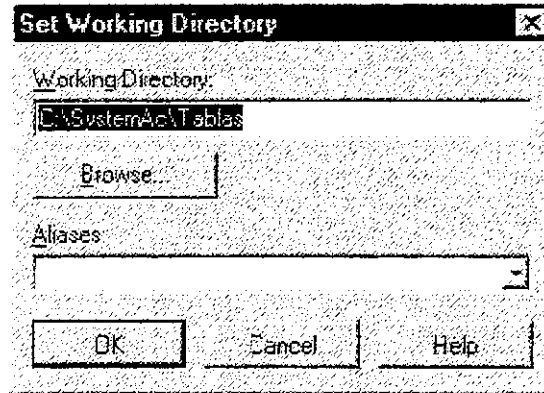 Set Working Directory
Working Directory:
C:\SystemAc\Tablas
Browse...
Aliases
OK Cancel Help